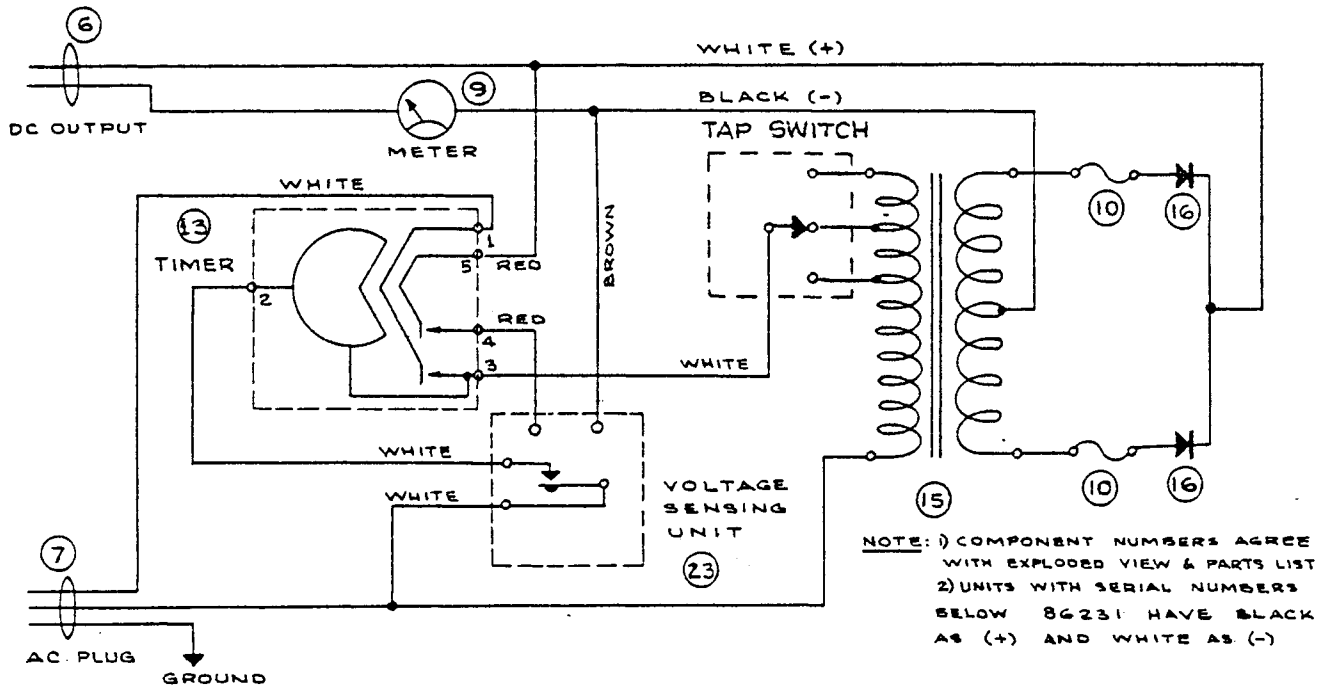 6
WHITE (+)
9
BLACK (-)
DC OUTPUT
METER
TAP SWITCH
WHITE
13
TIMER
1
5
RED
2
BROWN
RED
4
3
WHITE
10
16
WHITE
WHITE
VOLTAGE
SENSING
UNIT
23
15
10
16
7
AC. PLUG
GROUND
NOTE: 1) COMPONENT NUMBERS AGREE
WITH EXPLODED VIEW & PARTS LIST
2) UNITS WITH SERIAL NUMBERS
BELOW 86231 HAVE BLACK
AS (+) AND WHITE AS (-)